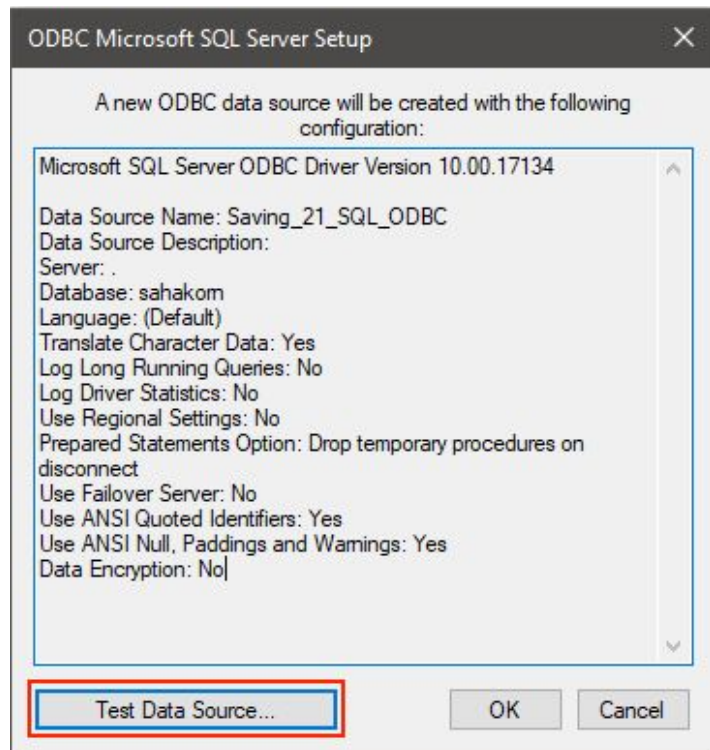 ODBC Microsoft SQL Server Setup
A new ODBC data source will be created with the following
configuration:
Microsoft SQL Server ODBC Driver Version 10.00.17134
Data Source Name: Saving_21_SQL_ODBC
Data Source Description:
Server: .
Database: sahakorn
Language: (Default)
Translate Character Data: Yes
Log Long Running Queries: No
Log Driver Statistics: No
Use Regional Settings: No
Prepared Statements Option: Drop temporary procedures on
disconnect
Use Failover Server: No
Use ANSI Quoted Identifiers: Yes
Use ANSI Null, Paddings and Warnings: Yes
Data Encryption: No
Test Data Source...
OK
Cancel